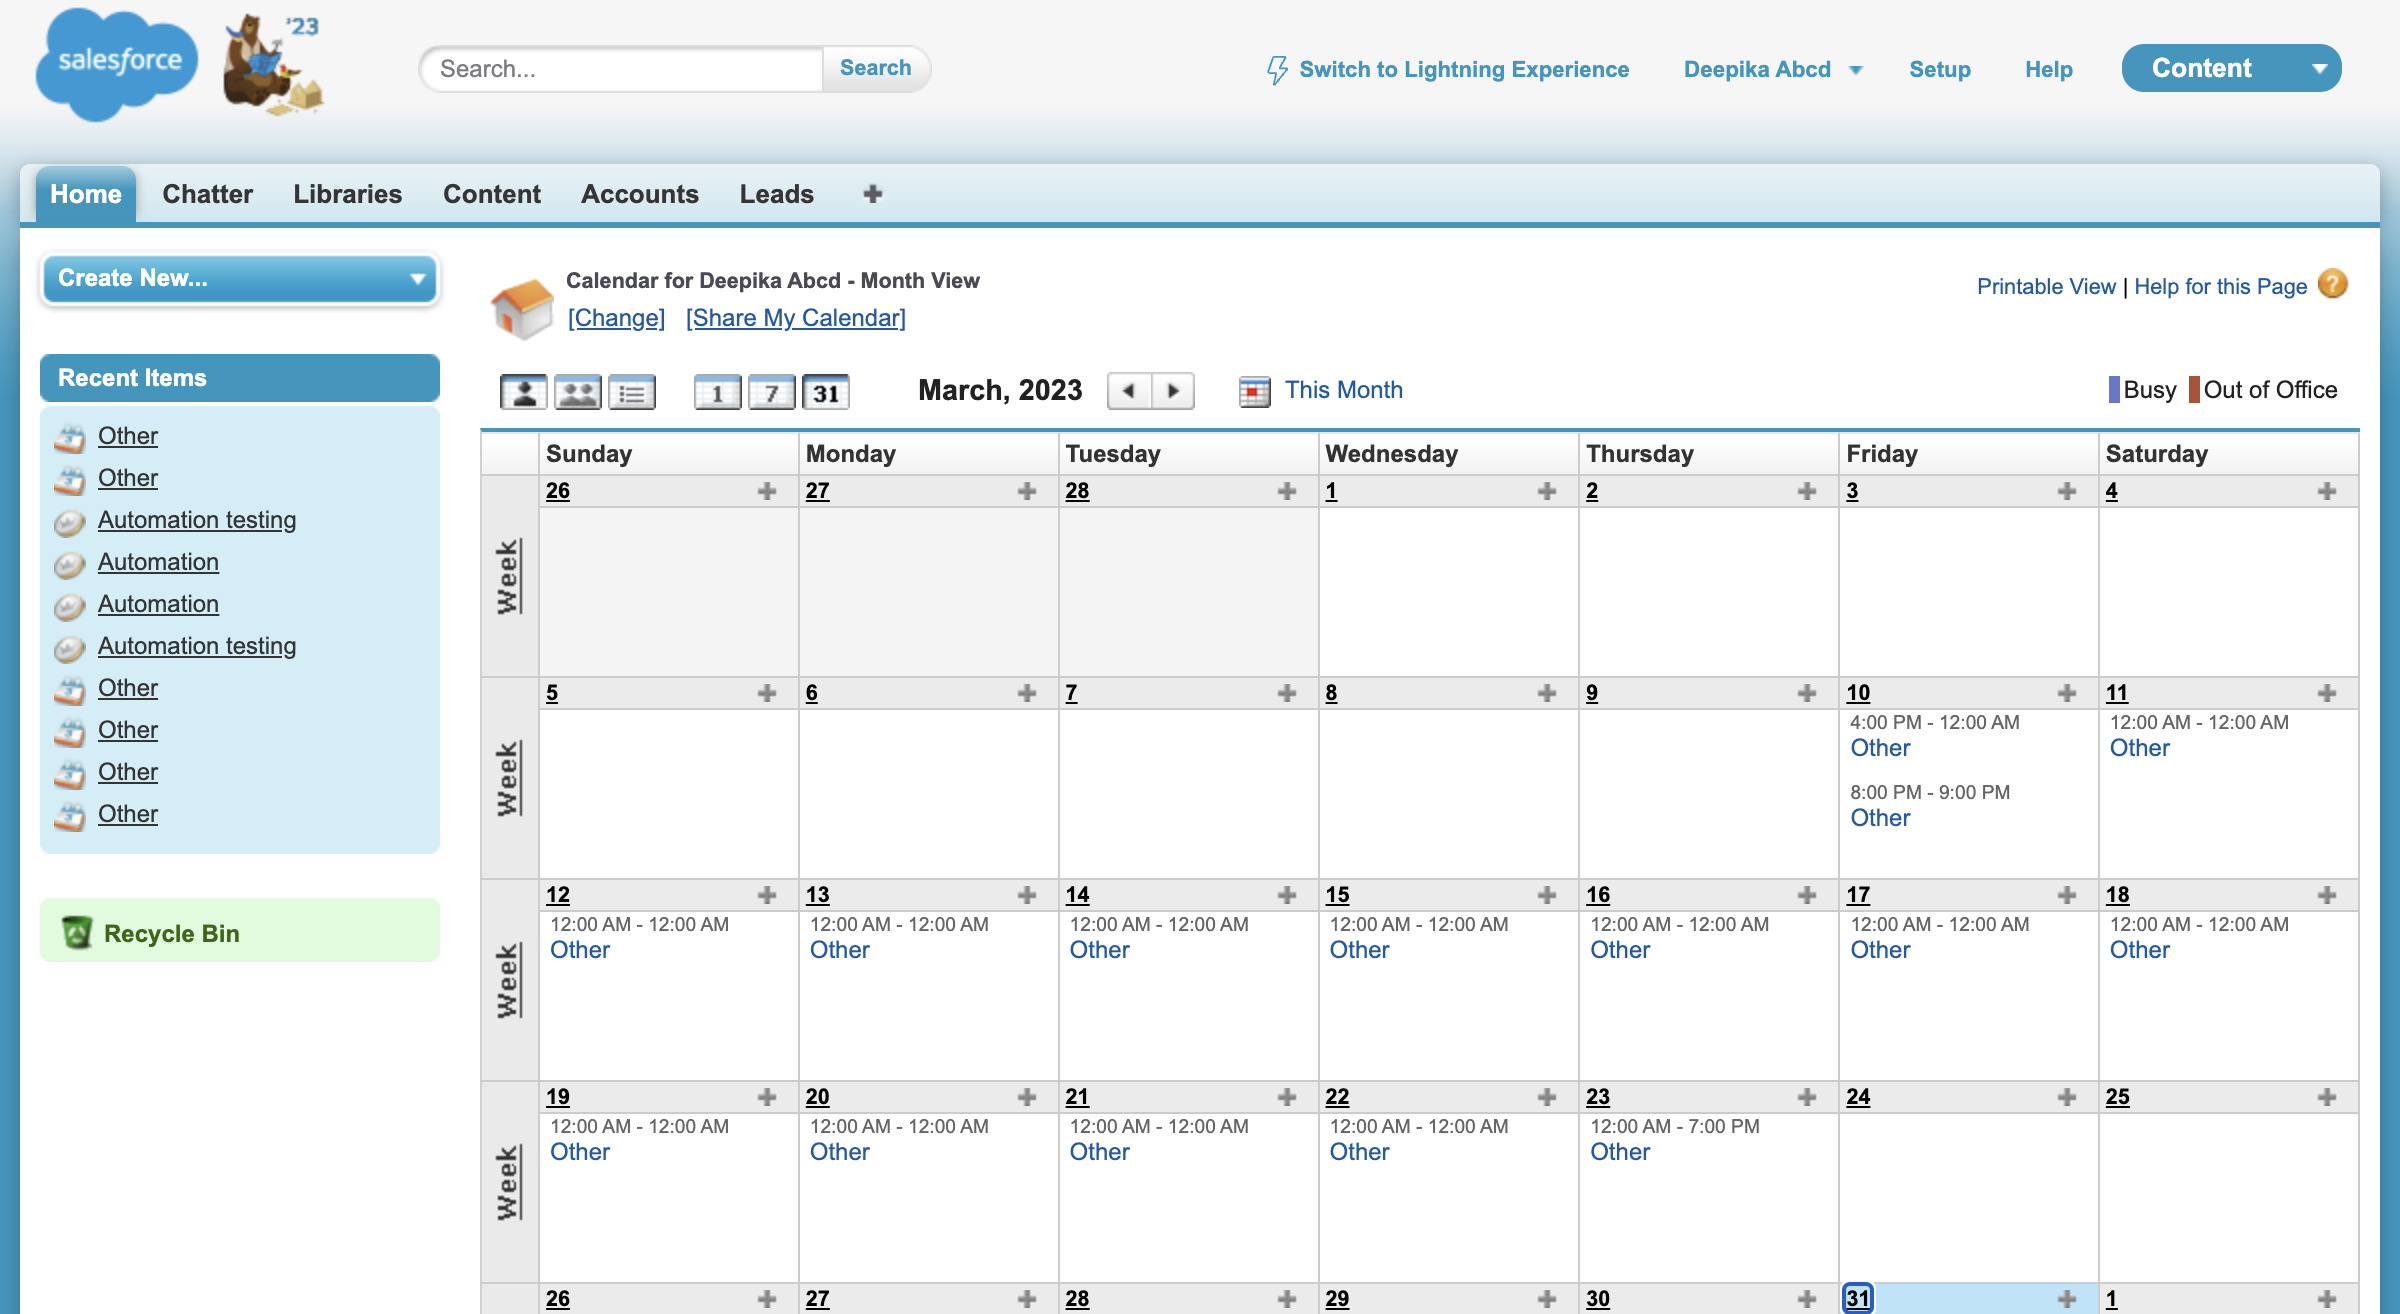 salesforce
'23
Search...
Search
Switch to Lightning Experience
Deepika Abcd
Setup
Help
Content
Home
Chatter
Libraries
Content
Accounts
Leads
Create New...
Recent Items
Other
Other
Automation testing
Automation
Automation
Automation testing
Other
Other
Other
Other
Recycle Bin
Calendar for Deepika Abcd - Month View
[Change] [Share My Calendar]
Printable View | Help for this Page ?
1
7
31
March, 2023
This Month
Busy
Out of Office
Sunday Monday Tuesday Wednesday Thursday Friday Saturday
Week
26 27 28 1 2 3 4
Week
5 6 7 8 9 10 11
4:00 PM - 12:00 AM 12:00 AM - 12:00 AM
Other Other
8:00 PM - 9:00 PM
Other
Week
12 13 14 15 16 17 18
12:00 AM - 12:00 AM 12:00 AM - 12:00 AM 12:00 AM - 12:00 AM 12:00 AM - 12:00 AM 12:00 AM - 12:00 AM 12:00 AM - 12:00 AM 12:00 AM - 12:00 AM
Other Other Other Other Other Other Other
Week
19 20 21 22 23 24 25
12:00 AM - 12:00 AM 12:00 AM - 12:00 AM 12:00 AM - 12:00 AM 12:00 AM - 12:00 AM 12:00 AM - 7:00 PM
Other Other Other Other Other
26 27 28 29 30 31 1